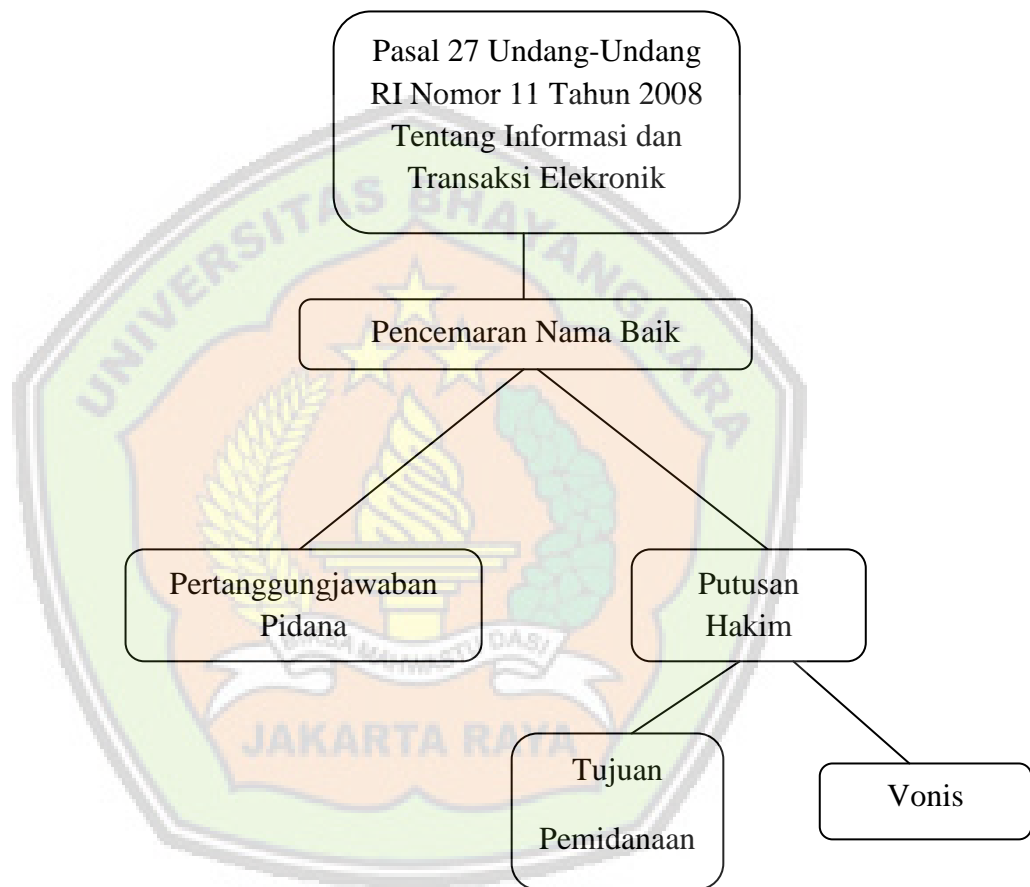 Pasal 27 Undang-Undang
RI Nomor 11 Tahun 2008
Tentang Informasi dan
Transaksi Elekronik
UNIVERSITAS BHAYANGKARA
Pencemaran Nama Baik
Pertanggungjawaban
Pidana
Putusan
Hakim
JAKARTA RAYA
Tujuan
Pemidanaan
Vonis